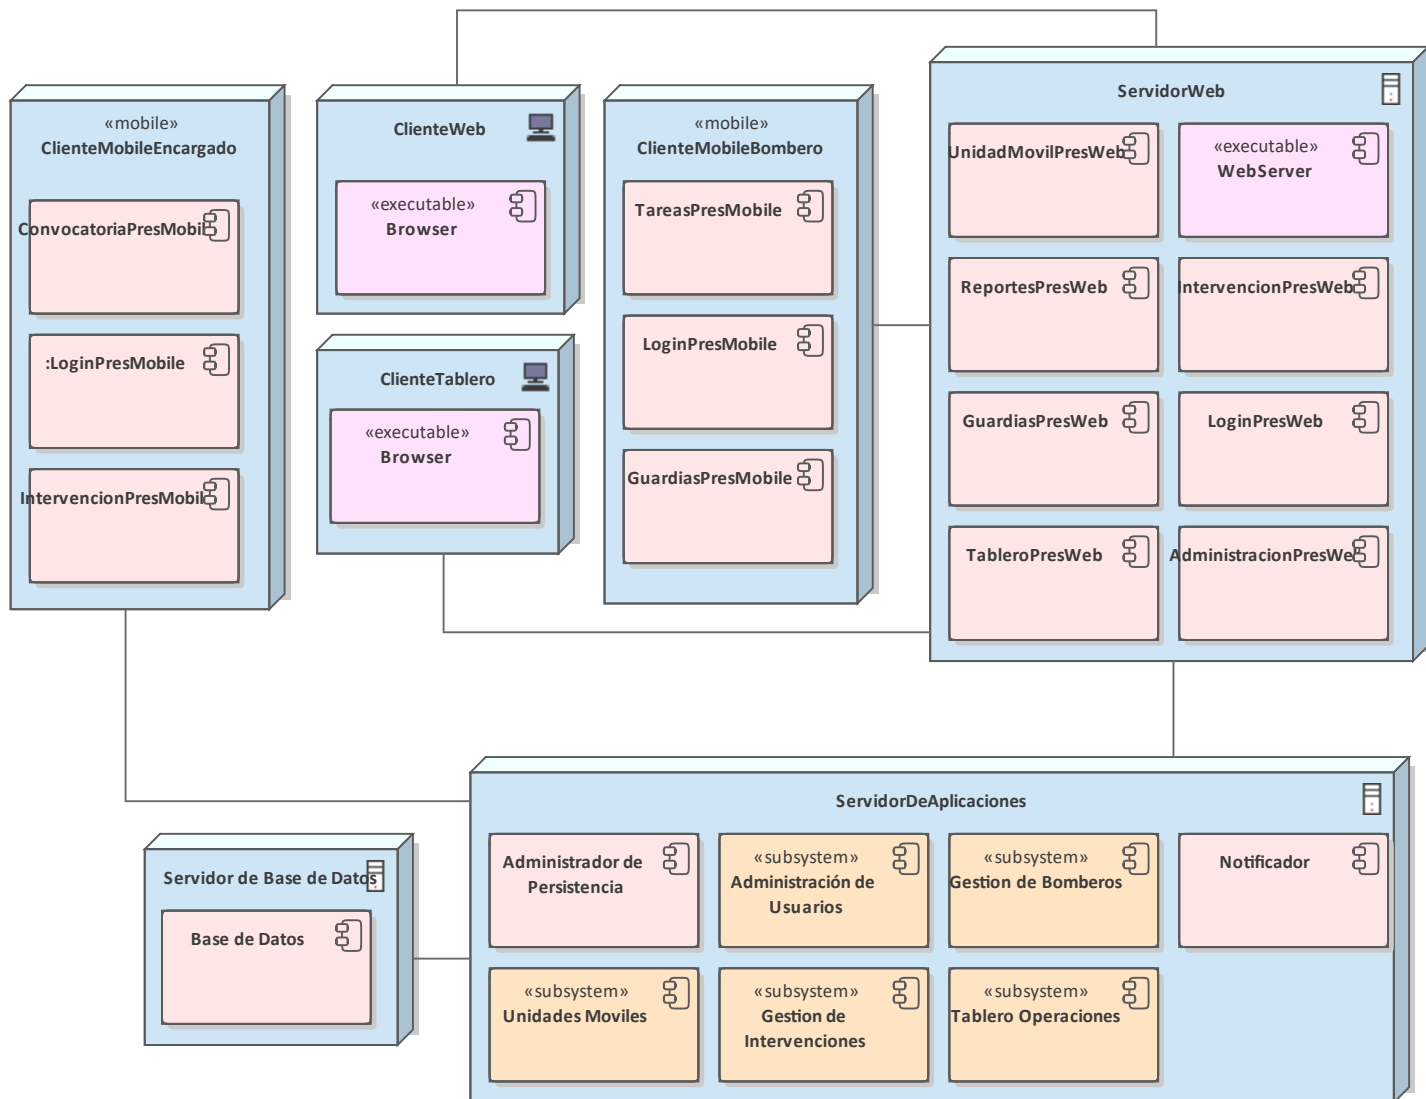 «mobile»
ClienteMobileEncargado
ConvocatoriaPresMobil
:LoginPresMobile
IntervencionPresMobil
ClienteWeb
«executable»
Browser
ClienteTablero
«executable»
Browser
«mobile»
ClienteMobileBombero
TareasPresMobile
LoginPresMobile
GuardiasPresMobile
ServidorWeb
UnidadMovilPresWeb
«executable»
WebServer
ReportesPresWeb
IntervencionPresWeb
GuardiasPresWeb
LoginPresWeb
TableroPresWeb
AdministracionPresWeb
ServidorDeAplicaciones
Administrador de
Persistencia
«subsystem»
Administración de
Usuarios
«subsystem»
Gestion de Bomberos
Notificador
«subsystem»
Unidades Moviles
«subsystem»
Gestion de
Intervenciones
«subsystem»
Tablero Operaciones
Servidor de Base de Datos
Base de Datos